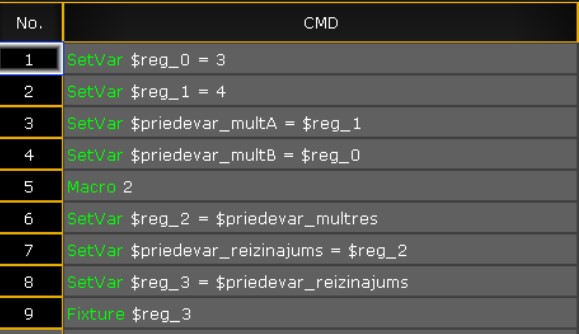 No. CMD
1 SetVar $reg_0 = 3
2 SetVar $reg_1 = 4
3 SetVar $priedevar_multA = $reg_1
4 SetVar $priedevar_multB = $reg_0
5 Macro 2
6 SetVar $reg_2 = $priedevar_multres
7 SetVar $priedevar_reizinajums = $reg_2
8 SetVar $reg_3 = $priedevar_reizinajums
9 Fixture $reg_3